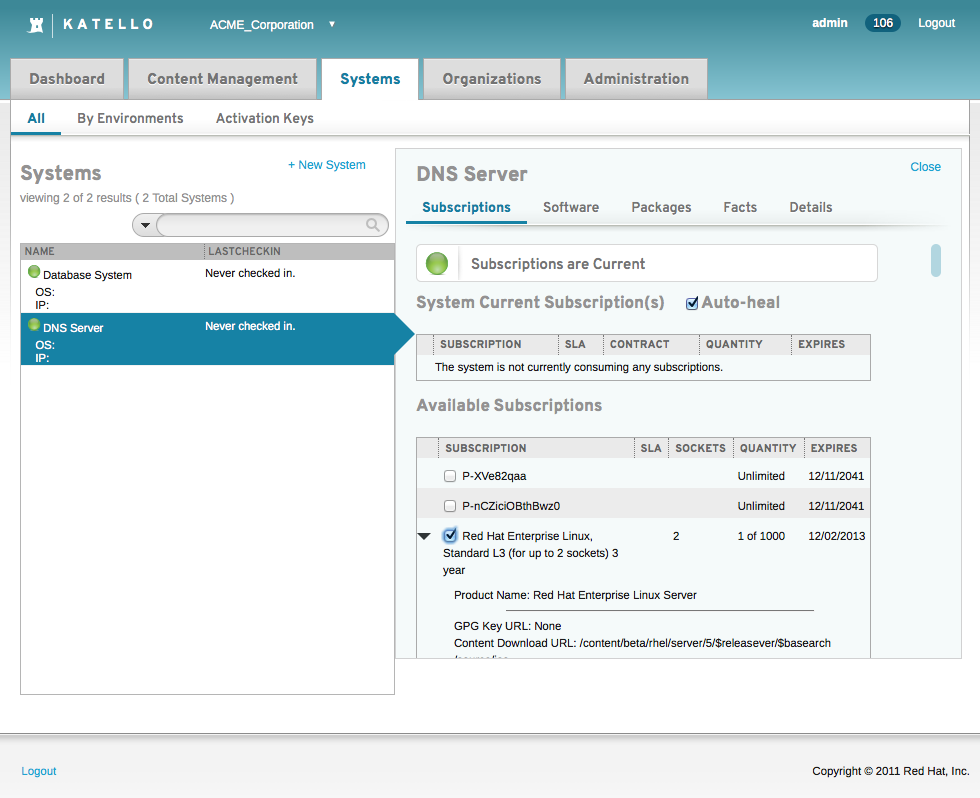 KATELLO
ACME_Corporation
admin 106 Logout
Dashboard Content Management Systems Organizations Administration
All By Environments Activation Keys
Systems
+ New System
viewing 2 of 2 results ( 2 Total Systems )
NAME LASTCHECKIN
Database System Never checked in.
OS:
IP:
DNS Server Never checked in.
OS:
IP:
DNS Server
Close
Subscriptions Software Packages Facts Details
Subscriptions are Current
System Current Subscription(s) Auto-heal
SUBSCRIPTION SLA CONTRACT QUANTITY EXPIRES
The system is not currently consuming any subscriptions.
Available Subscriptions
SUBSCRIPTION SLA SOCKETS QUANTITY EXPIRES
P-XVe82qaa Unlimited 12/11/2041
P-nCZiciOBthBwz0 Unlimited 12/11/2041
Red Hat Enterprise Linux, 2 1 of 1000 12/02/2013
Standard L3 (for up to 2 sockets) 3
year
Product Name: Red Hat Enterprise Linux Server
GPG Key URL: None
Content Download URL: /content/beta/rhel/server/5/$releasever/$basearch
Logout
Copyright © 2011 Red Hat, Inc.